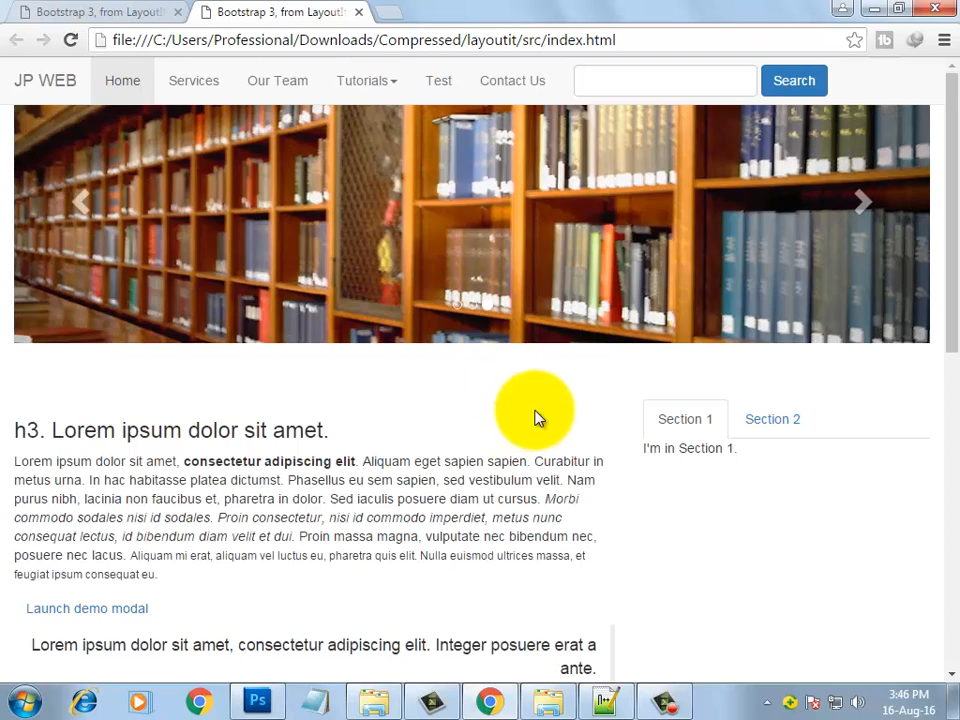 Bootstrap 3, from LayoutI
Bootstrap 3, from LayoutI
file:///C:/Users/Professional/Downloads/Compressed/layoutit/src/index.html
JP WEB Home Services Our Team Tutorials Test Contact Us Search
Section 1 Section 2
I'm in Section 1.
h3. Lorem ipsum dolor sit amet.
Lorem ipsum dolor sit amet, consectetur adipiscing elit. Aliquam eget sapien sapien. Curabitur in
metus urna. In hac habitasse platea dictumst. Phasellus eu sem sapien, sed vestibulum velit. Nam
purus nibh, lacinia non faucibus et, pharetra in dolor. Sed iaculis posuere diam ut cursus. Morbi
commodo sodales nisi id sodales. Proin consectetur, nisi id commodo imperdiet, metus nunc
consequat lectus, id bibendum diam velit et dui. Proin massa magna, vulputate nec bibendum nec,
posuere nec lacus. Aliquam mi erat, aliquam vel luctus eu, pharetra quis elit. Nulla euismod ultrices massa, et
feugiat ipsum consequat eu.
Launch demo modal
Lorem ipsum dolor sit amet, consectetur adipiscing elit. Integer posuere erat a
ante.
Ps
3:46 PM
16-Aug-16